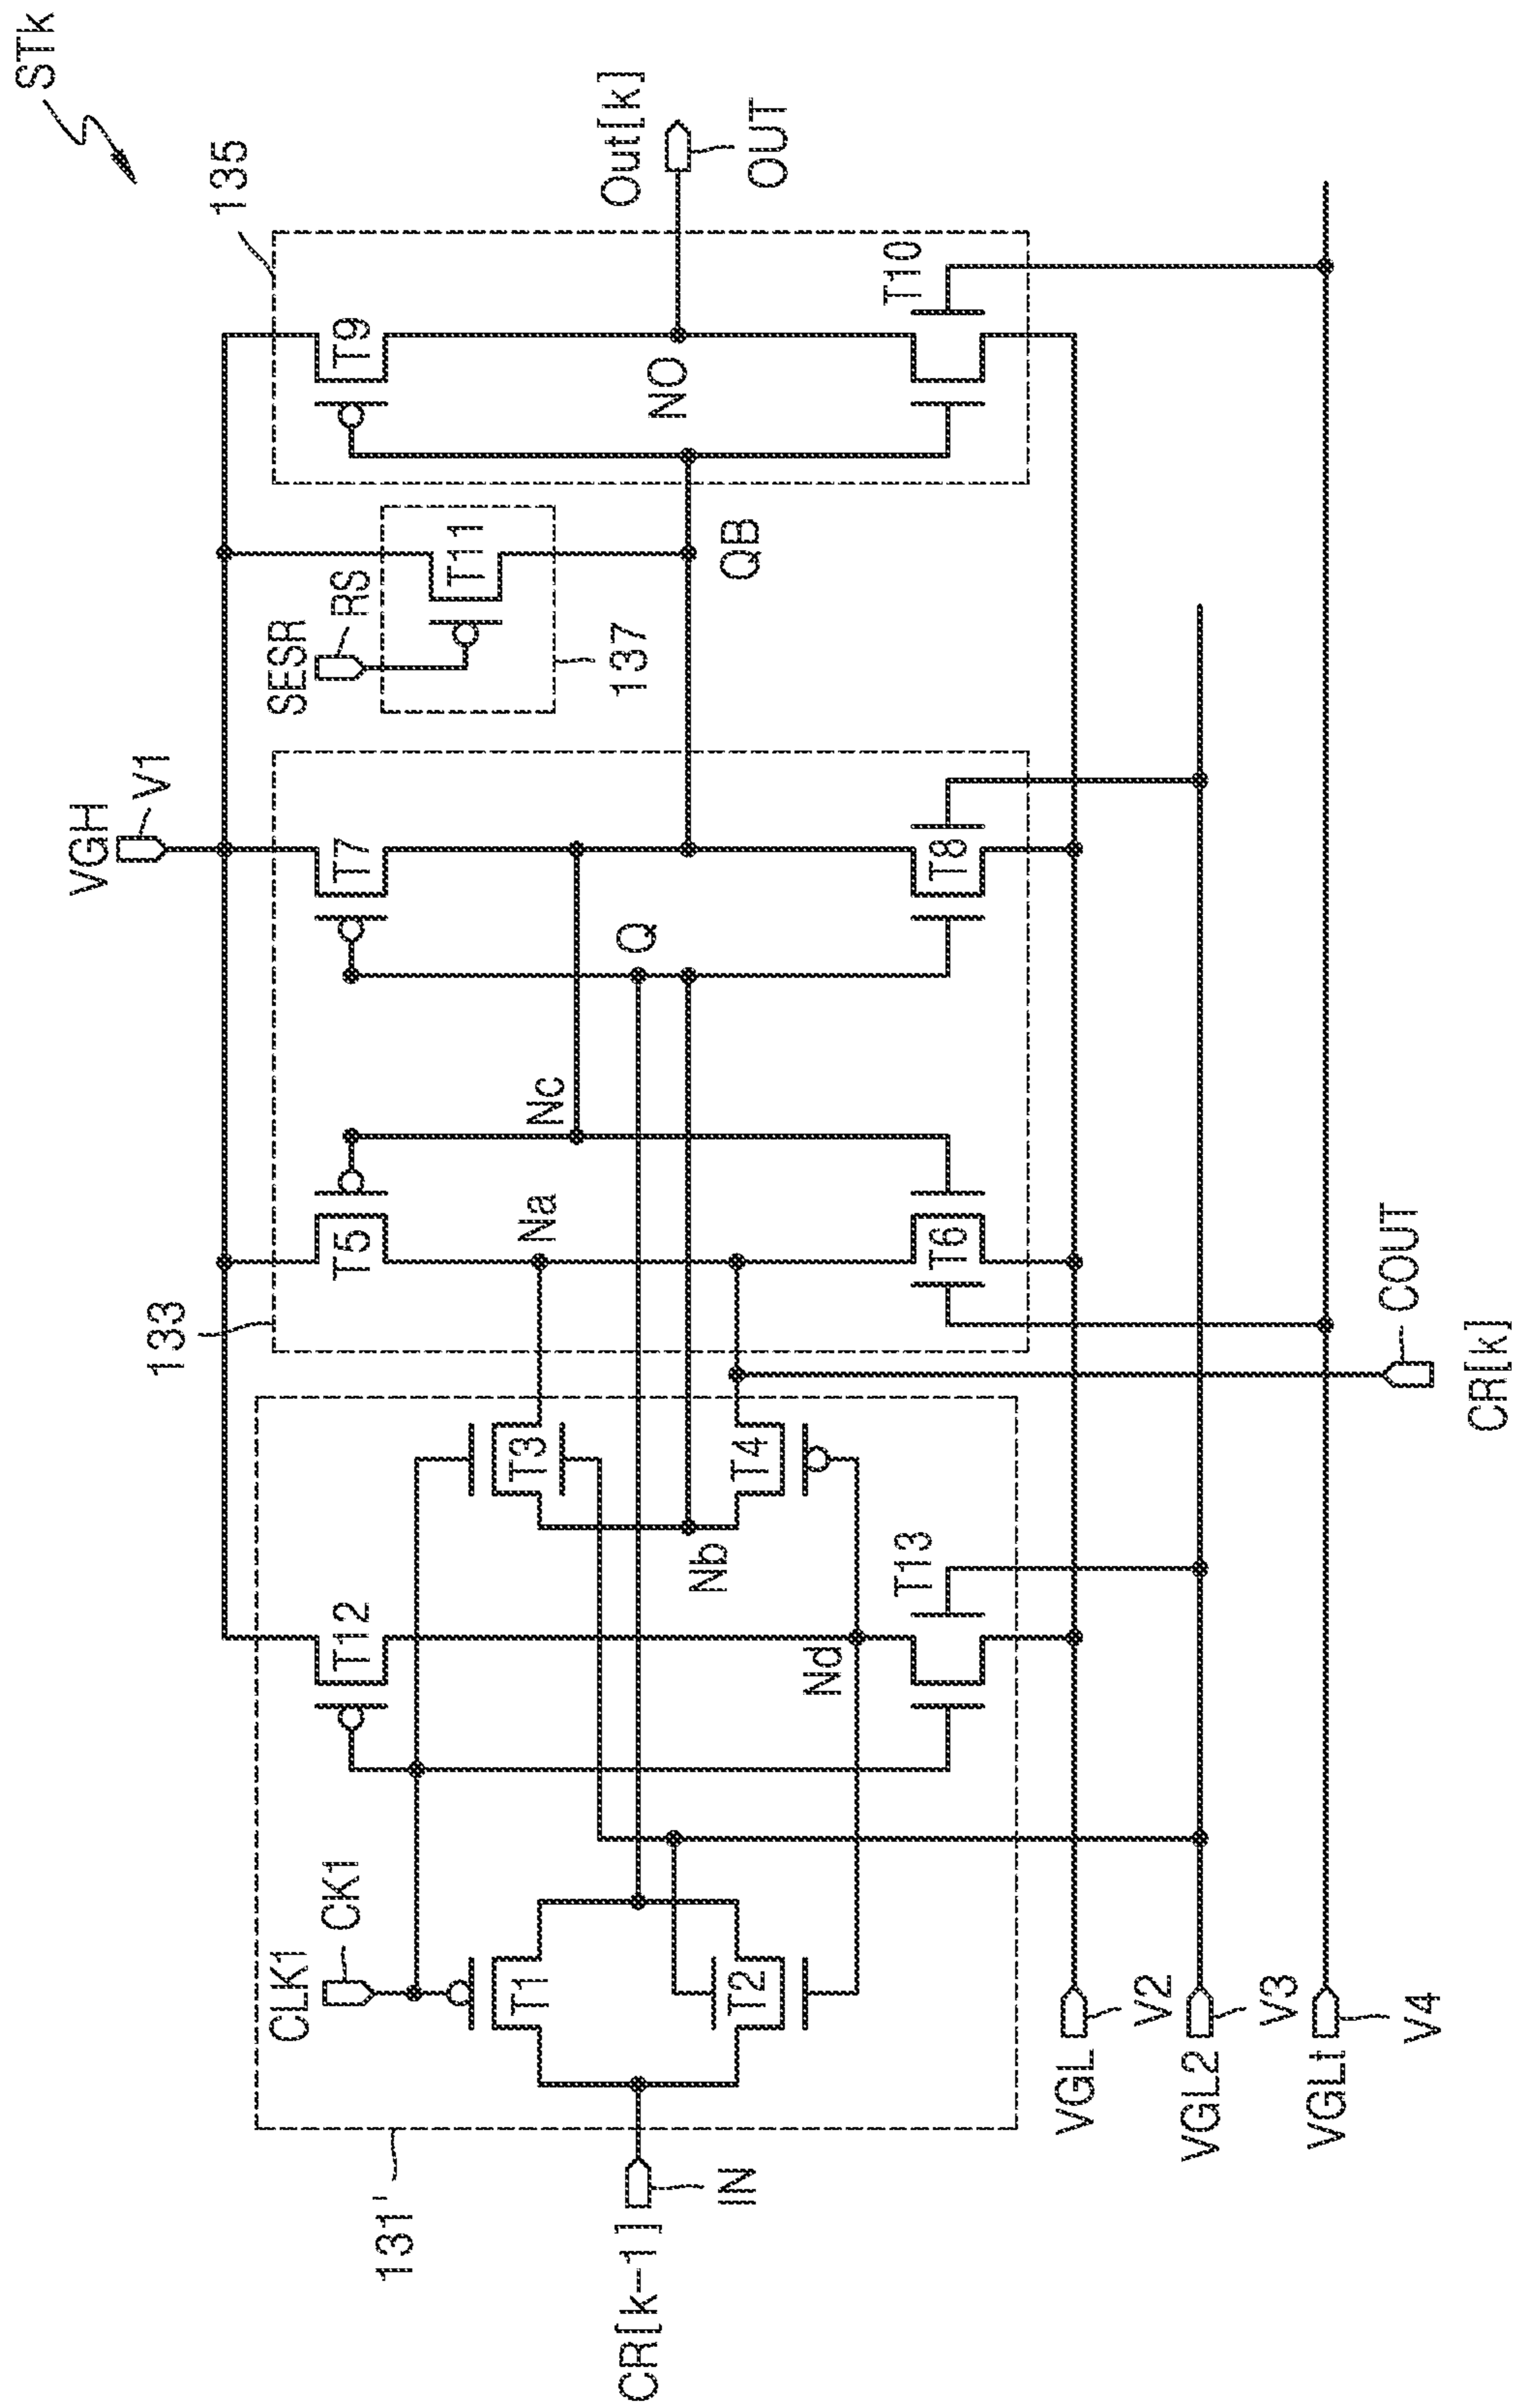 STk
135
Out[k]
OUT
T9
NO
T10
SESR
RS
T11
137
QB
VGH
V1
133
T7
Q
T8
Nc
T5
Na
T6
COUT
CR[k]
T3
T4
Nb
T12
T13
Nd
CLK1
CK1
T1
T2
131'
CR[k-1]
IN
VGL
V2
VGL2
V3
VGLt
V4